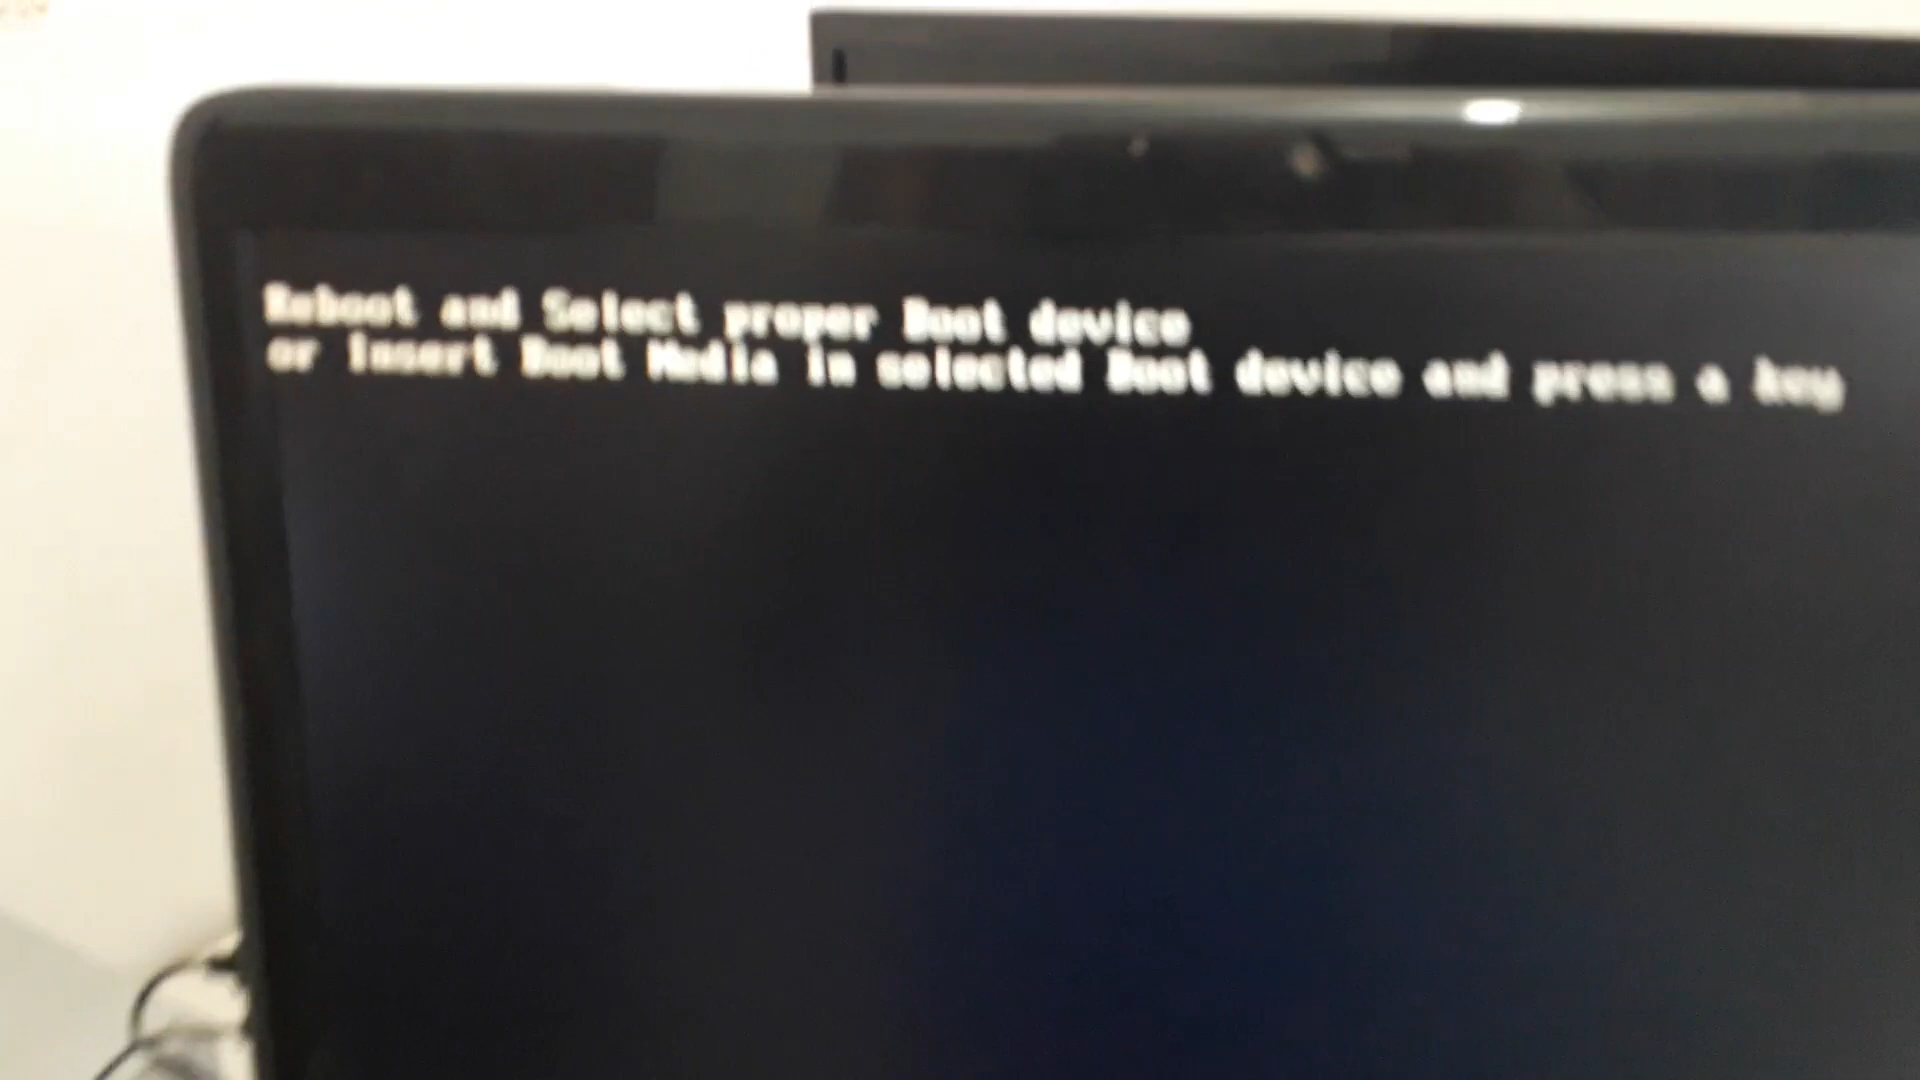 Reboot and Select proper Boot device
or Insert Boot Media in selected Boot device and press a key